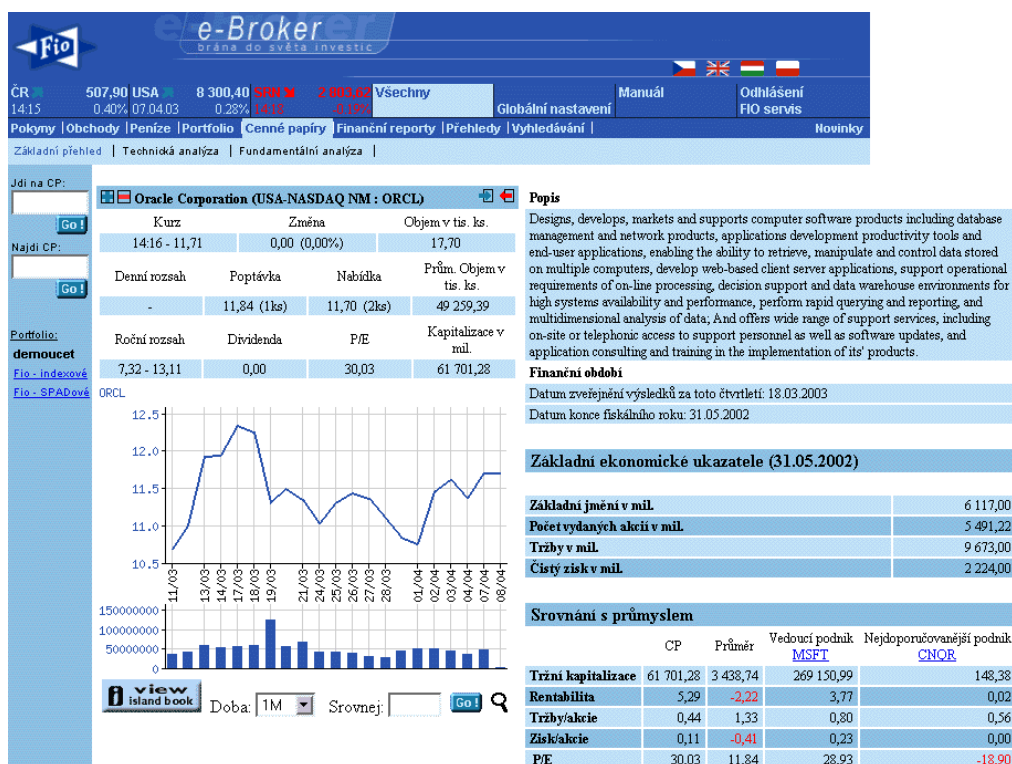 Fio
e-Broker
brána do světa investic
ČR 507,90 USA 8 300,40
14:15 0.40% 07.04.03 0.28%
Všechny
Globální nastavení
Manuál
Odhlášení
FIO servis
Pokyny | Obchody | Peníze | Portfolio | Cenné papíry | Finanční reporty | Přehledy | Vyhledávání |
Novinky
Základní přehled | Technická analýza | Fundamentální analýza |
Jdi na CP:
Go !
Najdi CP:
Go !
Portfolio:
demoucet
Fio - indexové
Fio - SPADové
Oracle Corporation (USA-NASDAQ NM : ORCL)
Kurz Změna Objem v tis. ks.
14:16 - 11,71 0,00 (0,00%) 17,70
Denní rozsah Poptávka Nabídka Prům. Objem v
tis. ks.
- 11,84 (1ks) 11,70 (2ks) 49 259,39
Roční rozsah Dividenda P/E Kapitalizace v
mil.
7,32 - 13,11 0,00 30,03 61 701,28
ORCL
12.5
12.0
11.5
11.0
10.5
11/03 13/03 14/03 17/03 18/03 19/03 21/03 24/03 25/03 26/03 27/03 28/03 01/04 02/04 03/04 04/04 07/04 08/04
150000000
100000000
50000000
0
view
island book
Doba: 1M Srovnej: Go !
Popis
Designs, develops, markets and supports computer software products including database
management and network products, applications development productivity tools and
end-user applications, enabling the ability to retrieve, manipulate and control data stored
on multiple computers, develop web-based client server applications, support operational
requirements of on-line processing, decision support and data warehouse environments for
high systems availability and performance, perform rapid querying and reporting, and
multidimensional analysis of data; And offers wide range of support services, including
on-site or telephonic access to support personnel as well as software updates, and
application consulting and training in the implementation of its' products.
Finanční období
Datum zveřejnění výsledků za toto čtvrtletí: 18.03.2003
Datum konce fiskálního roku: 31.05.2002
Základní ekonomické ukazatele (31.05.2002)
Základní jmění v mil. 6 117,00
Počet vydaných akcií v mil. 5 491,22
Tržby v mil. 9 673,00
Čistý zisk v mil. 2 224,00
Srovnání s průmyslem
CP Průměr Vedoucí podnik Nejdoporučovanější podnik
MSFT CNQR
Tržní kapitalizace 61 701,28 3 438,74 269 150,99 148,38
Rentabilita 5,29 -2,22 3,77 0,02
Tržby/akcie 0,44 1,33 0,80 0,56
Zisk/akcie 0,11 -0,41 0,23 0,00
P/E 30,03 11,84 28,93 -18,90